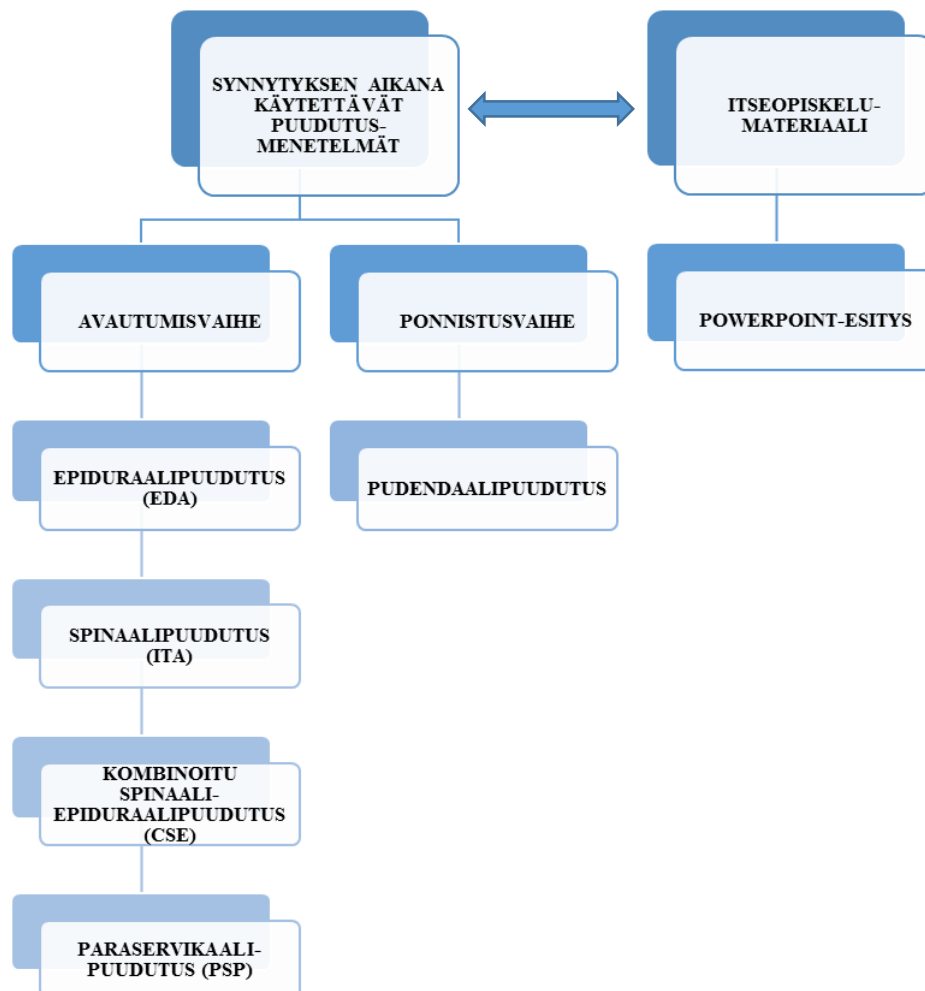 SYNNYTYKSEN AIKANA
KÄYTETTÄVÄT
PUUDUTUS-
MENETELMÄT
ITSEOPISKELU-
MATERIAALI
AVAUTUMISVAIHE
PONNISTUSVAIHE
POWERPOINT-ESITYS
EPIDURAALIPUUDUTUS
(EDA)
PUDENDAALIPUUDUTUS
SPINAALIPUUDUTUS
(ITA)
KOMBINOITU
SPINAALI-
EPIDURAALIPUUDUTUS
(CSE)
PARASERVIKAALI-
PUUDUTUS (PSP)